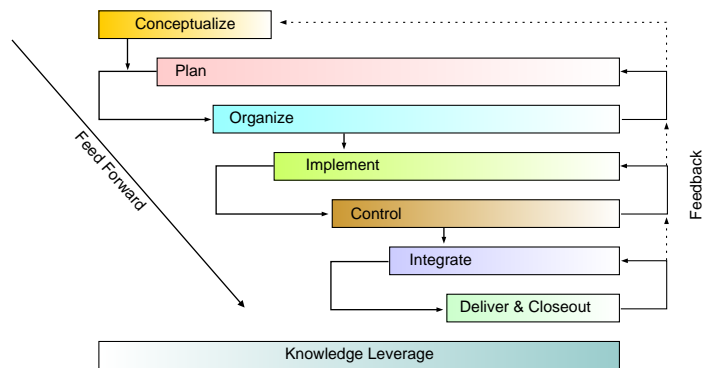 Conceptualize
Plan
Organize
Implement
Control
Integrate
Deliver & Closeout
Feed Forward
Feedback
Knowledge Leverage